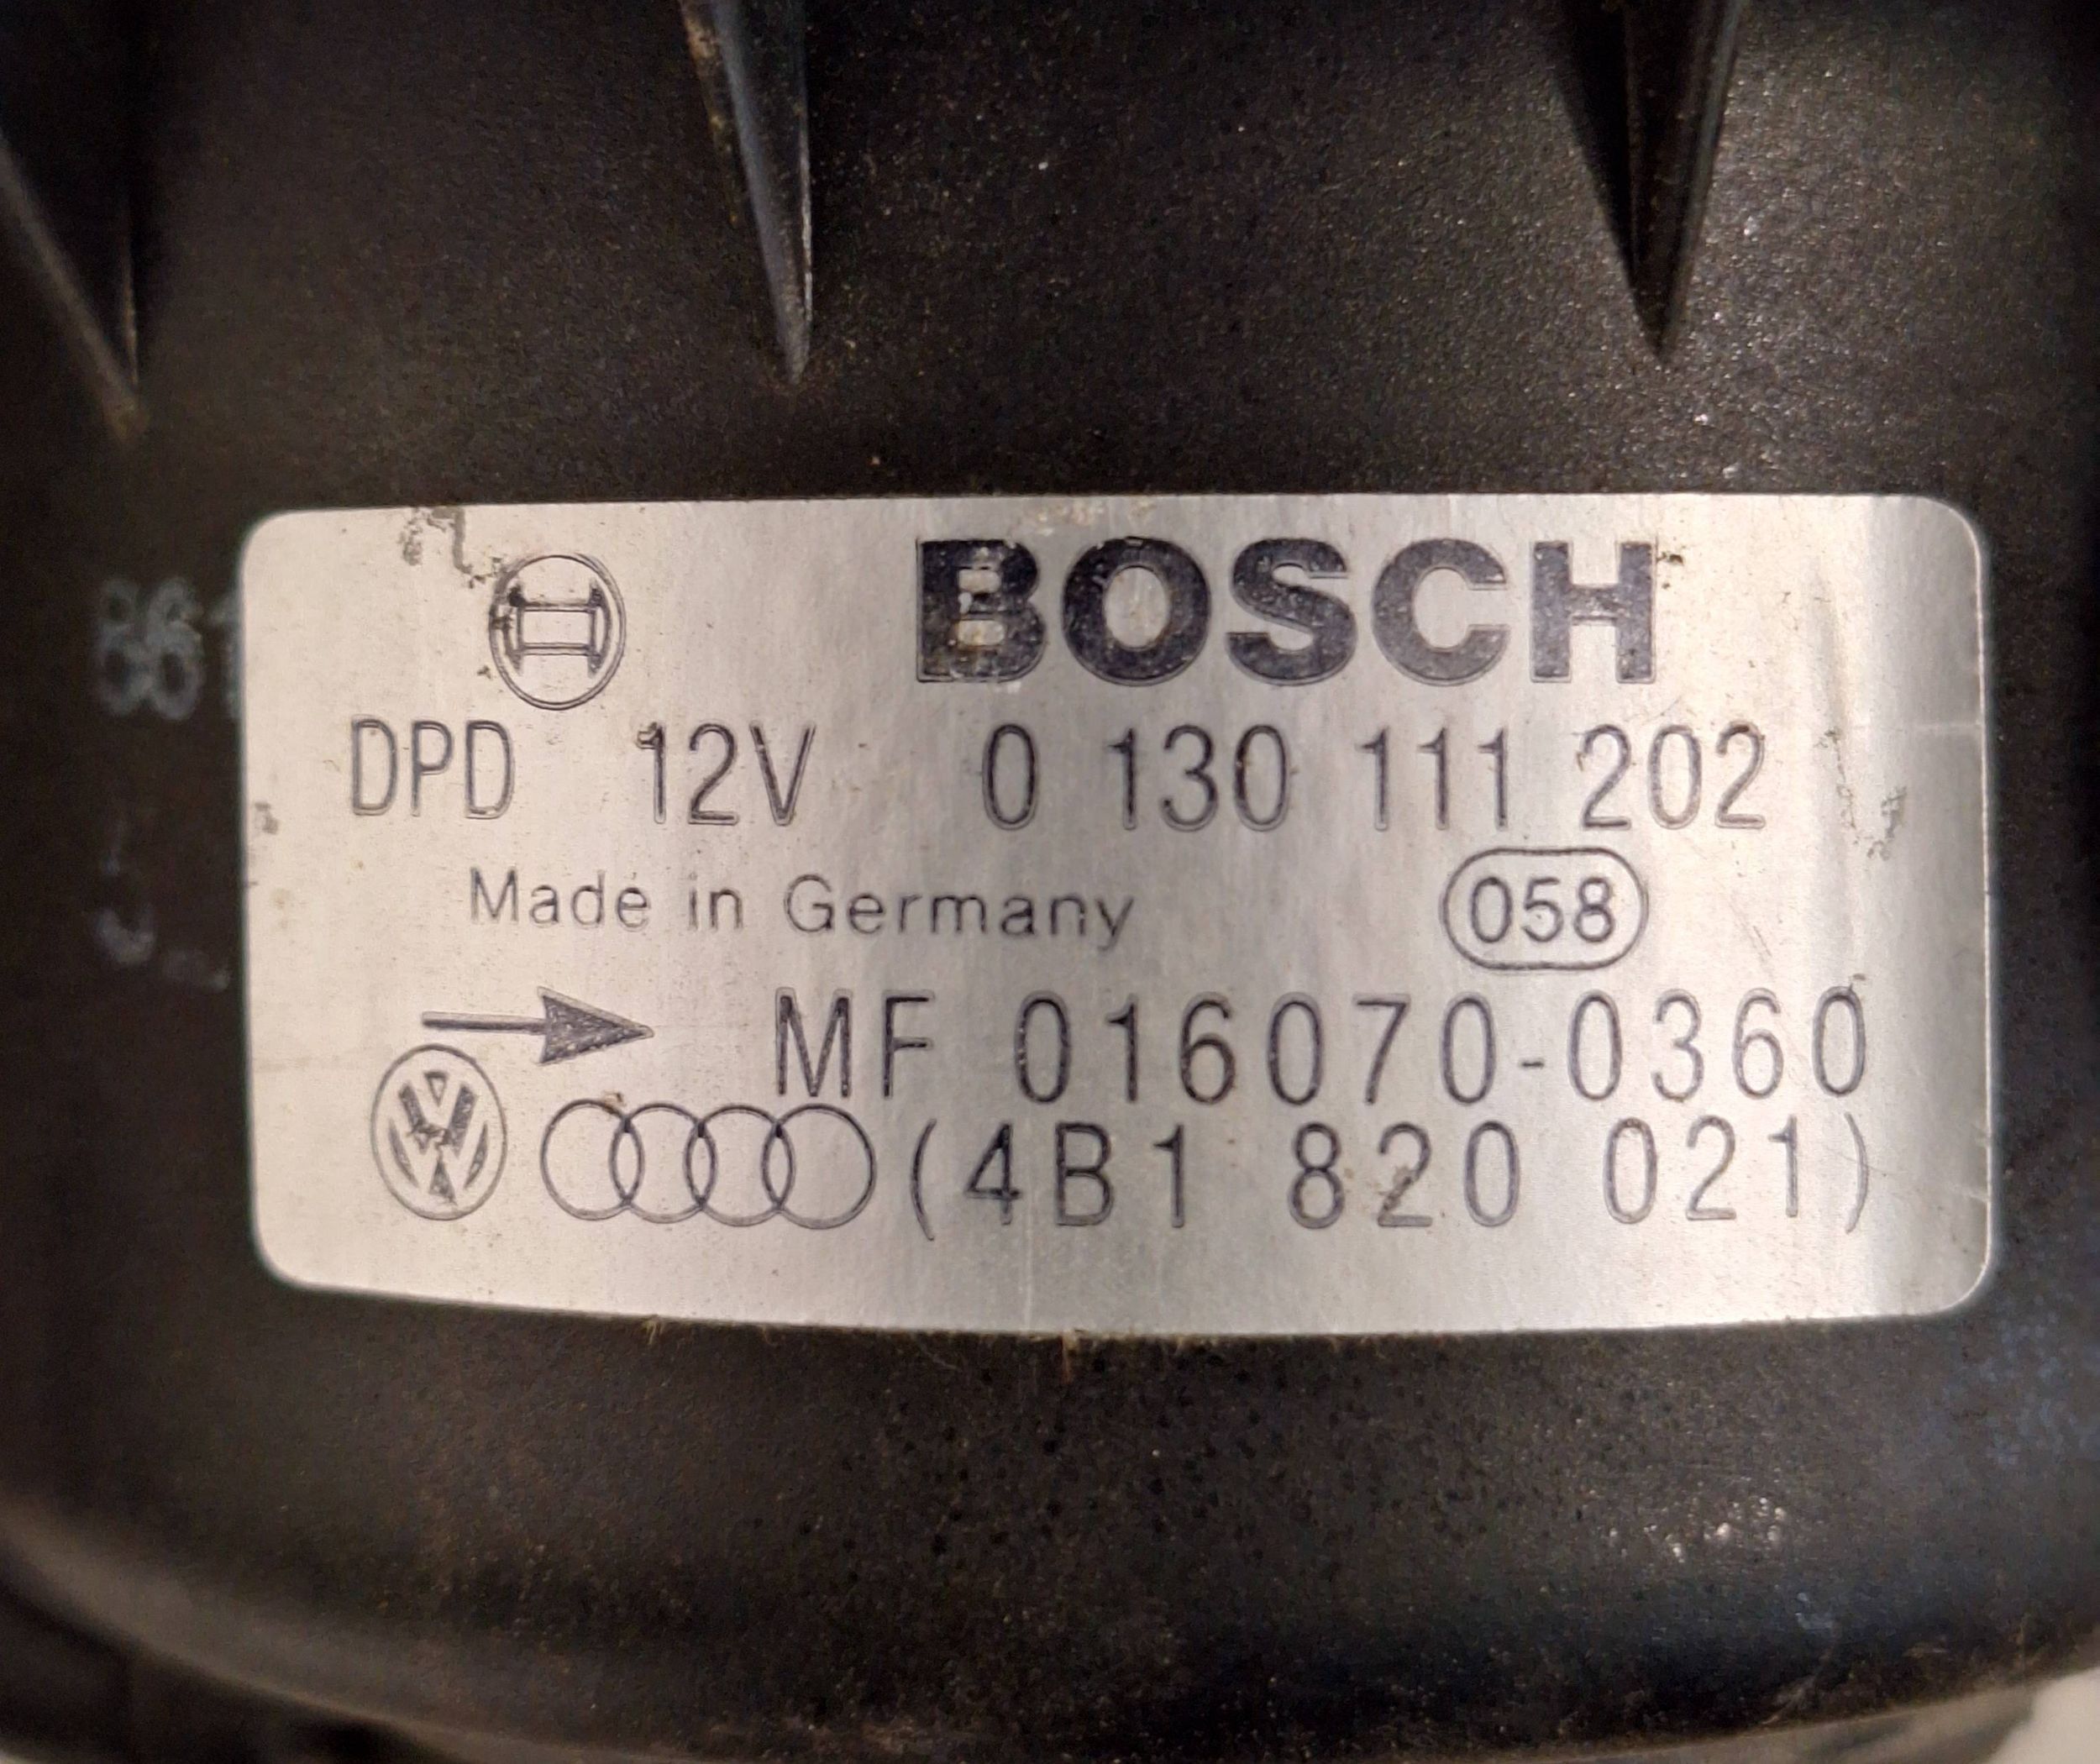 BOSCH
DPD 12V 0 130 111 202
Made in Germany 058
MF 016070-0360
(4B1 820 021)